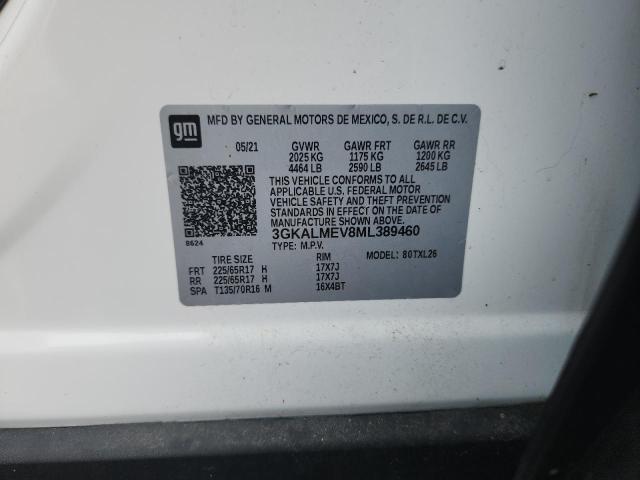 gm
MFD BY GENERAL MOTORS DE MEXICO, S. DE R.L. DE C.V.
05/21 GVWR GAWR FRT GAWR RR
2025 KG 1175 KG 1200 KG
4464 LB 2590 LB 2645 LB
THIS VEHICLE CONFORMS TO ALL
APPLICABLE U.S. FEDERAL MOTOR
VEHICLE SAFETY AND THEFT PREVENTION
STANDARDS IN EFFECT ON THE DATE OF
MANUFACTURE SHOWN ABOVE.
3GKALMEV8ML389460
8624
TYPE: M.P.V. MODEL: 80TXL26
TIRE SIZE RIM
FRT 225/65R17 H 17X7J
RR 225/65R17 H 17X7J
SPA T135/70R16 M 16X4BT